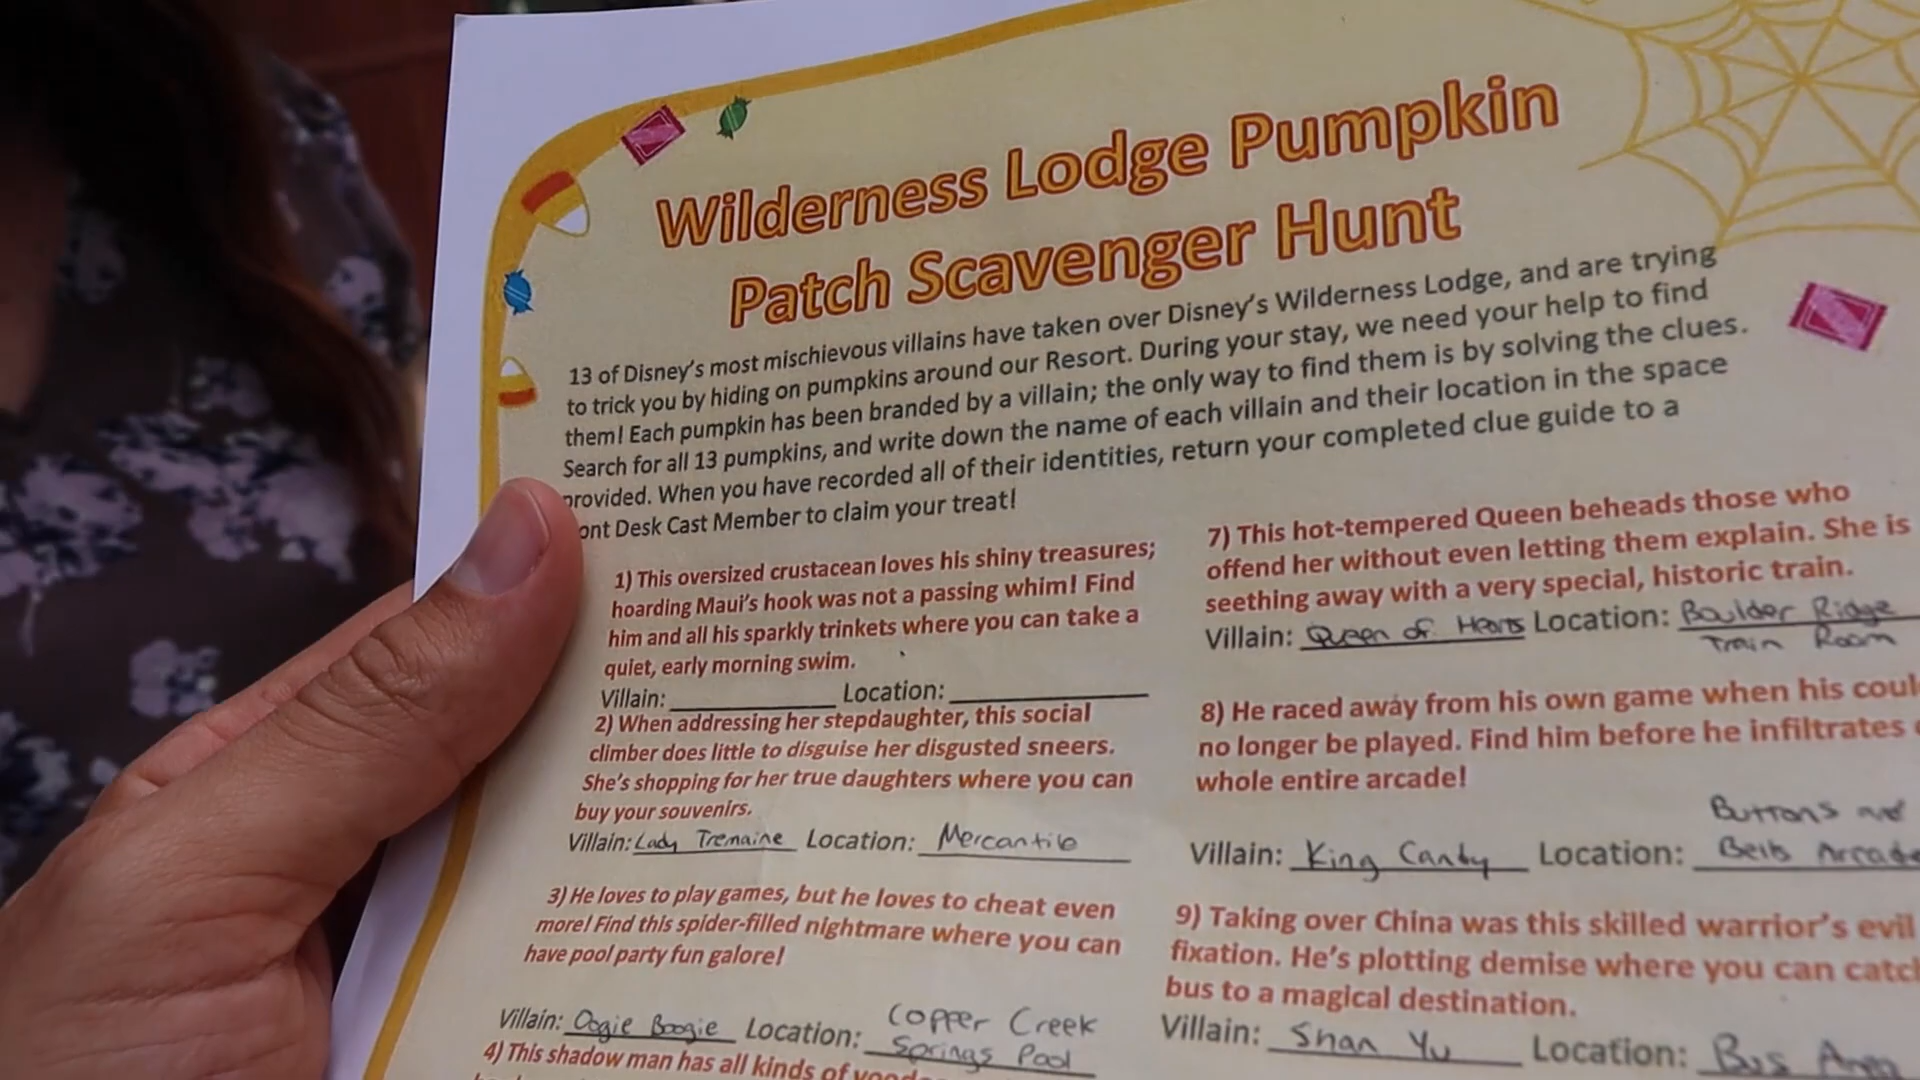 Wilderness Lodge Pumpkin
Patch Scavenger Hunt
13 of Disney's most mischievous villains have taken over Disney's Wilderness Lodge, and are trying
to trick you by hiding on pumpkins around our Resort. During your stay, we need your help to find
them! Each pumpkin has been branded by a villain; the only way to find them is by solving the clues.
Search for all 13 pumpkins, and write down the name of each villain and their location in the space
provided. When you have recorded all of their identities, return your completed clue guide to a
ont Desk Cast Member to claim your treat!
1) This oversized crustacean loves his shiny treasures;
hoarding Maui's hook was not a passing whim! Find
him and all his sparkly trinkets where you can take a
quiet, early morning swim.
Villain: Location:
2) When addressing her stepdaughter, this social
climber does little to disguise her disgusted sneers.
She's shopping for her true daughters where you can
buy your souvenirs.
Villain: Lady Tremaine Location: Mercantile
3) He loves to play games, but he loves to cheat even
more! Find this spider-filled nightmare where you can
have pool party fun galore!
Villain: Oogie Boogie Location: Copper Creek
Springs Pool
4) This shadow man has all kinds of
7) This hot-tempered Queen beheads those who
offend her without even letting them explain. She is
seething away with a very special, historic train.
Villain: Queen of Hearts Location: Boulder Ridge
Train Room
8) He raced away from his own game when his coul
no longer be played. Find him before he infiltrates
whole entire arcade!
Villain: King Candy Location: Buttons and
Bells Arcade
9) Taking over China was this skilled warrior's evil
fixation. He's plotting demise where you can catc
bus to a magical destination.
Villain: Shan Yu Location: Bus Area